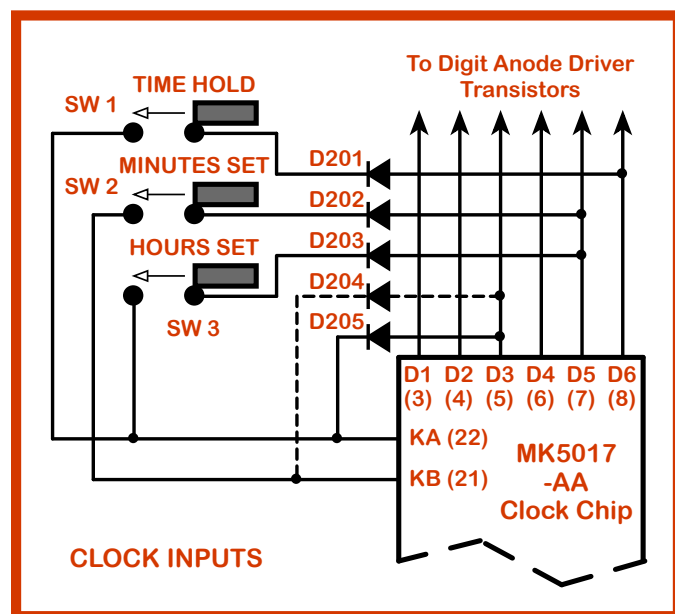 To Digit Anode Driver
Transistors
TIME HOLD
SW 1
D201
MINUTES SET
SW 2
D202
HOURS SET
D203
D204
SW 3
D205
D1 D2 D3 D4 D5 D6
(3) (4) (5) (6) (7) (8)
KA (22)
KB (21)
MK5017
-AA
Clock Chip
CLOCK INPUTS